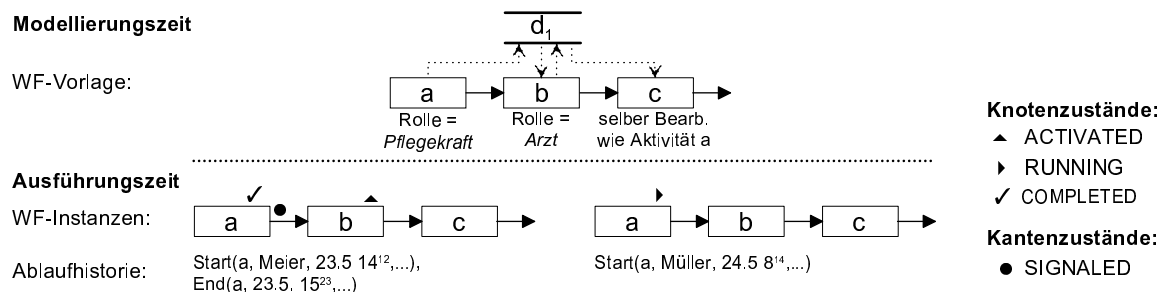 Modellierungszeit
d₁
WF-Vorlage:
a b c
Rolle = Pflegekraft
Rolle = Arzt
selber Bearb. wie Aktivität a
Ausführungszeit
WF-Instanzen:
a b c
a b c
Ablaufhistorie:
Start(a, Meier, 23.5 14¹²,...),
End(a, 23.5, 15²³,...)
Start(a, Müller, 24.5 8¹⁴,...)
Knotenzustände:
ACTIVATED
RUNNING
✓ COMPLETED
Kantenzustände:
SIGNALED